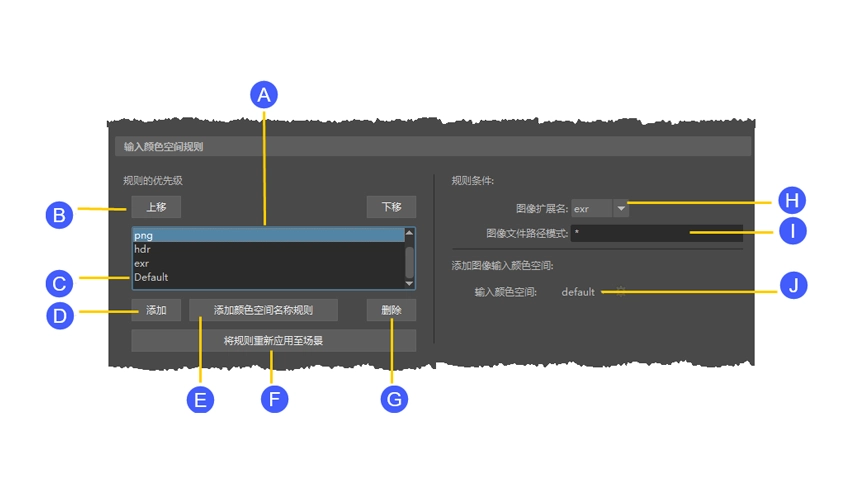 A
输入颜色空间规则
规则的优先级
规则条件:
B
上移
下移
图像扩展名:
exr
H
图像文件路径模式:
*
I
png
hdr
exr
C
Default
添加图像输入颜色空间:
输入颜色空间:
default
J
D
添加
添加颜色空间名称规则
删除
将规则重新应用至场景
E
F
G